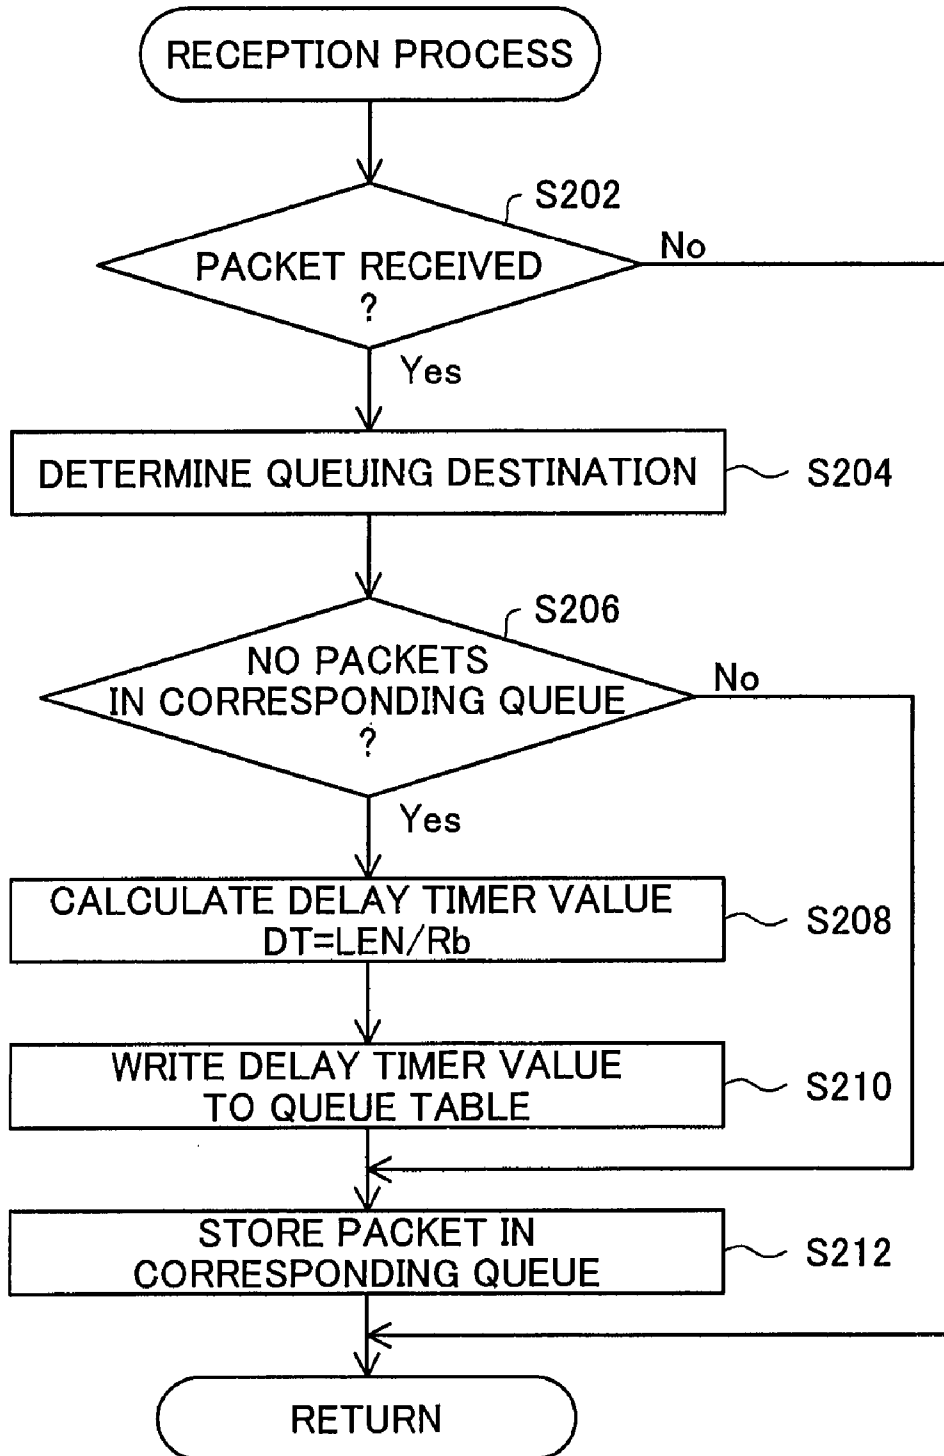 RECEPTION PROCESS
S202
PACKET RECEIVED
?
No
Yes
DETERMINE QUEUING DESTINATION
S204
S206
NO PACKETS
IN CORRESPONDING QUEUE
?
No
Yes
CALCULATE DELAY TIMER VALUE
DT=LEN/Rb
S208
WRITE DELAY TIMER VALUE
TO QUEUE TABLE
S210
STORE PACKET IN
CORRESPONDING QUEUE
S212
RETURN